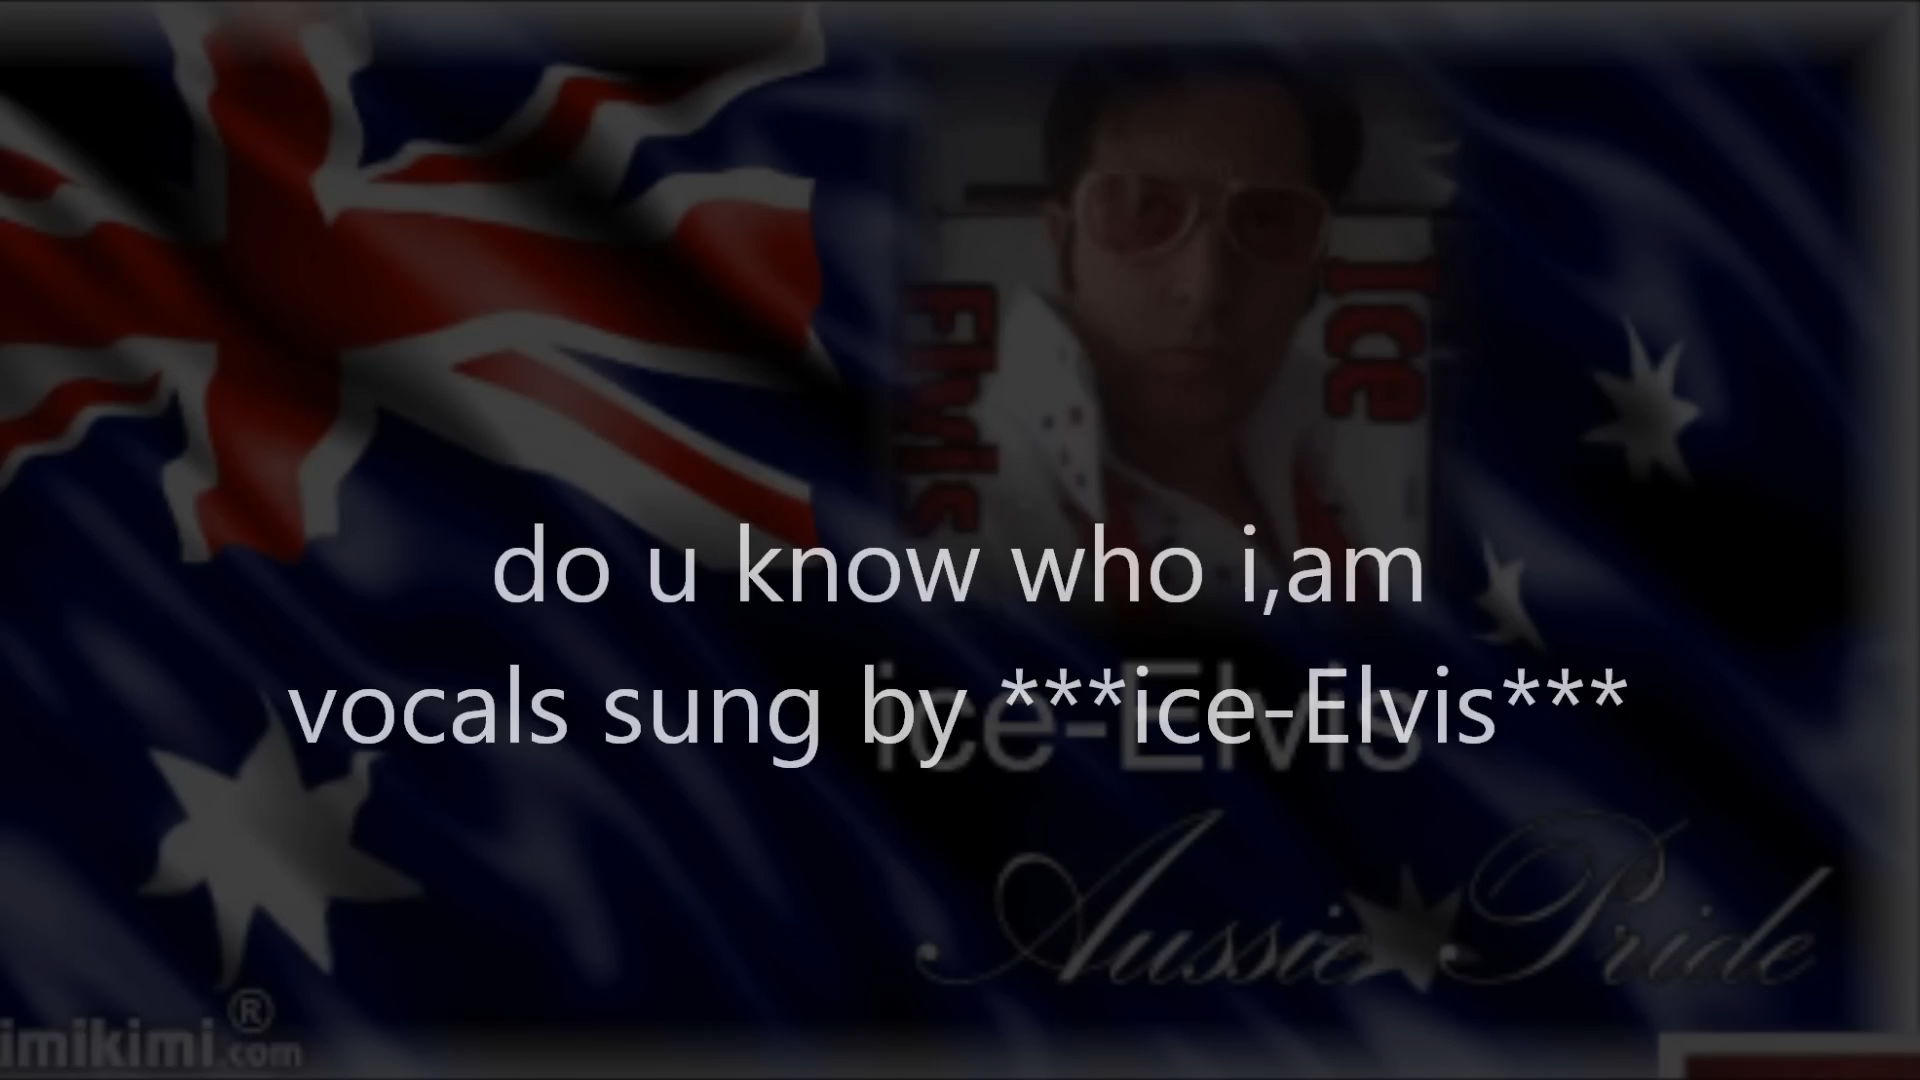 Ice
Elvis
do u know who i,am
vocals sung by ***ice-Elvis***
ice-Elvis
Aussie Pride
imikimi.com®